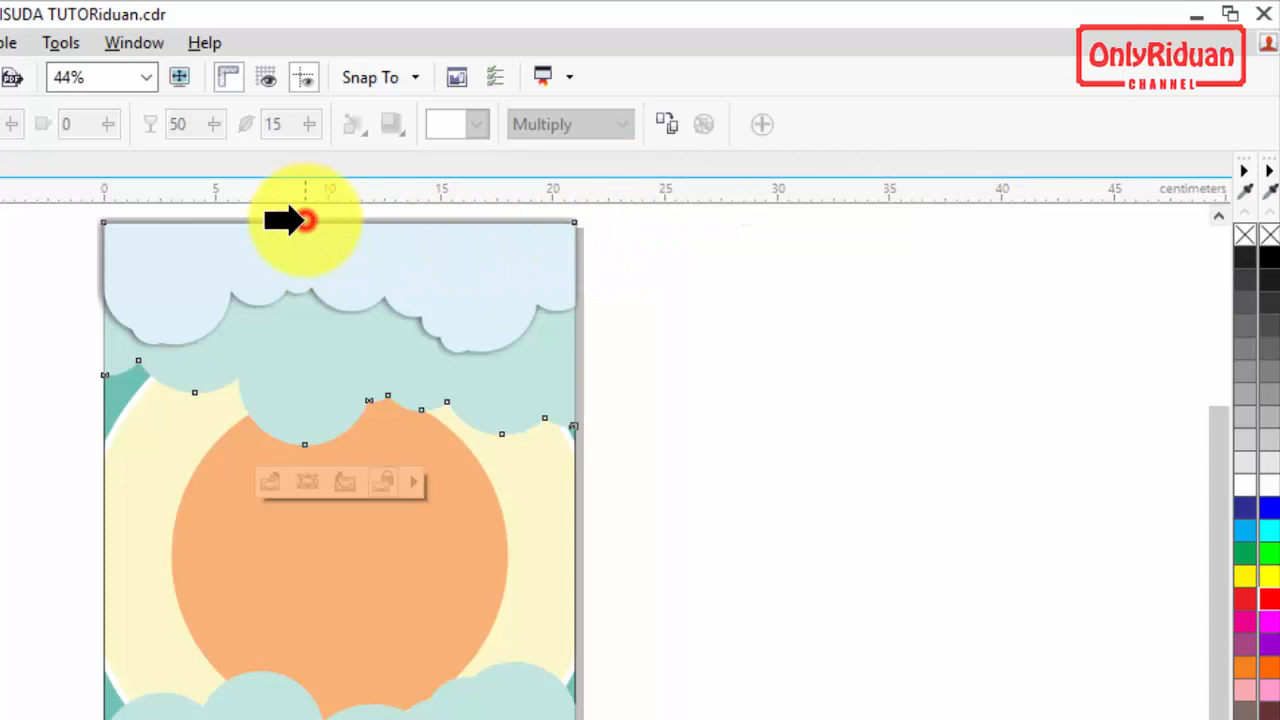 ISUDA TUTORiduan.cdr
ple Tools Window Help
OnlyRiduan
CHANNEL
44% Snap To
0 50 15 Multiply
0 5 10 15 20 25 30 35 40 45 centimeters